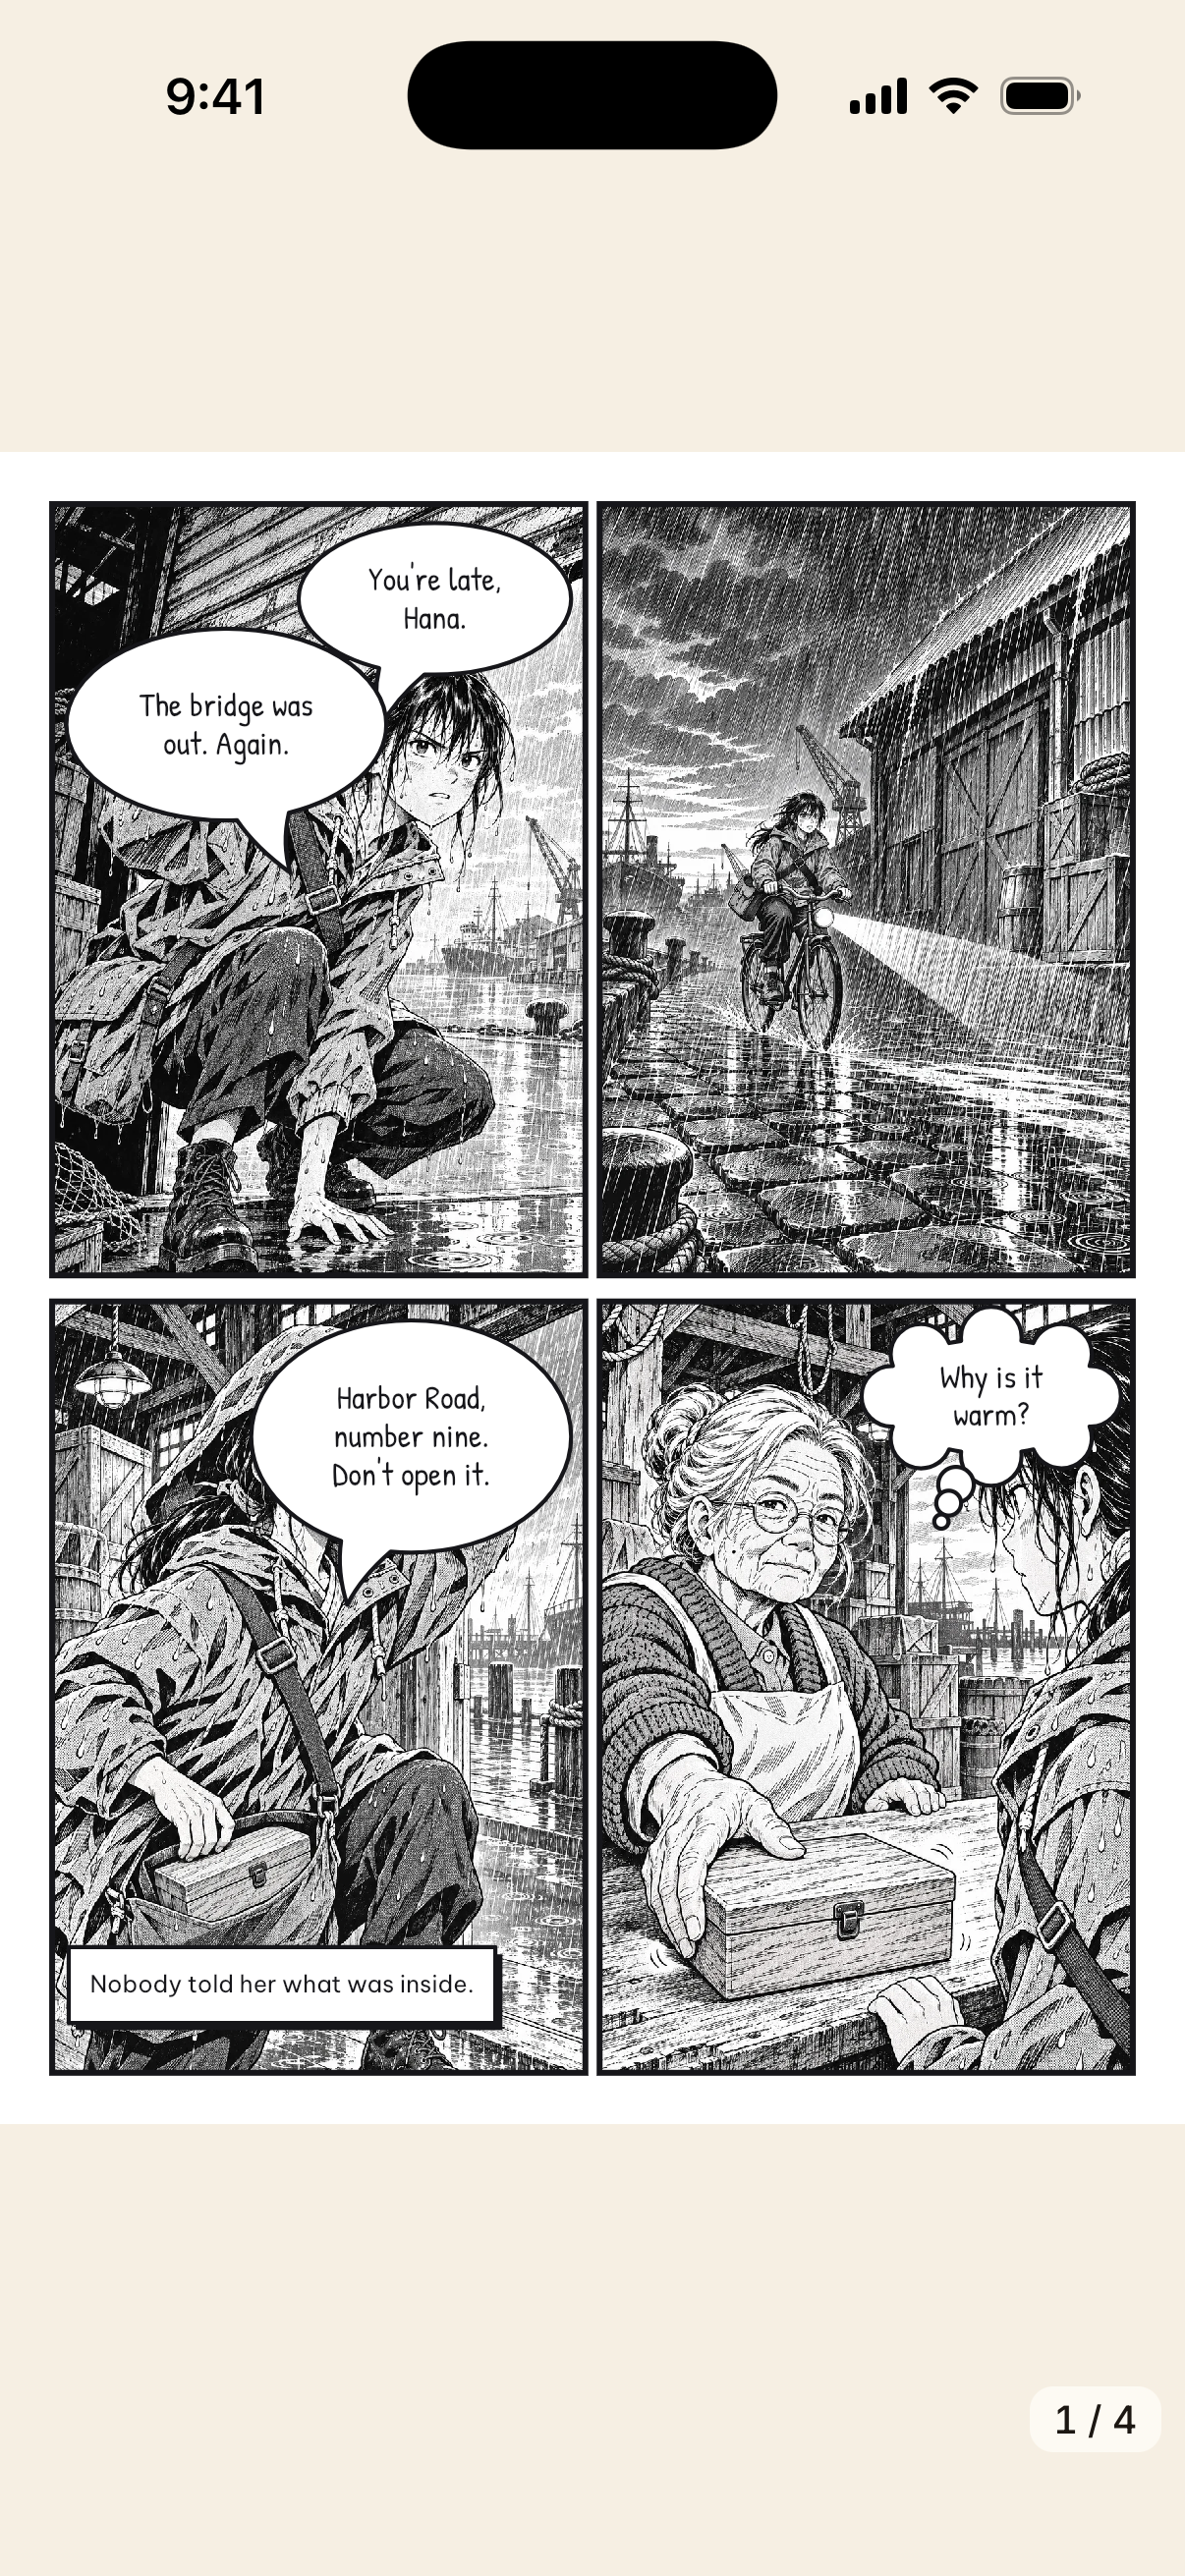 9:41
You're late,
Hana.
The bridge was
out. Again.
Harbor Road,
number nine.
Don't open it.
Nobody told her what was inside.
Why is it
warm?
1 / 4